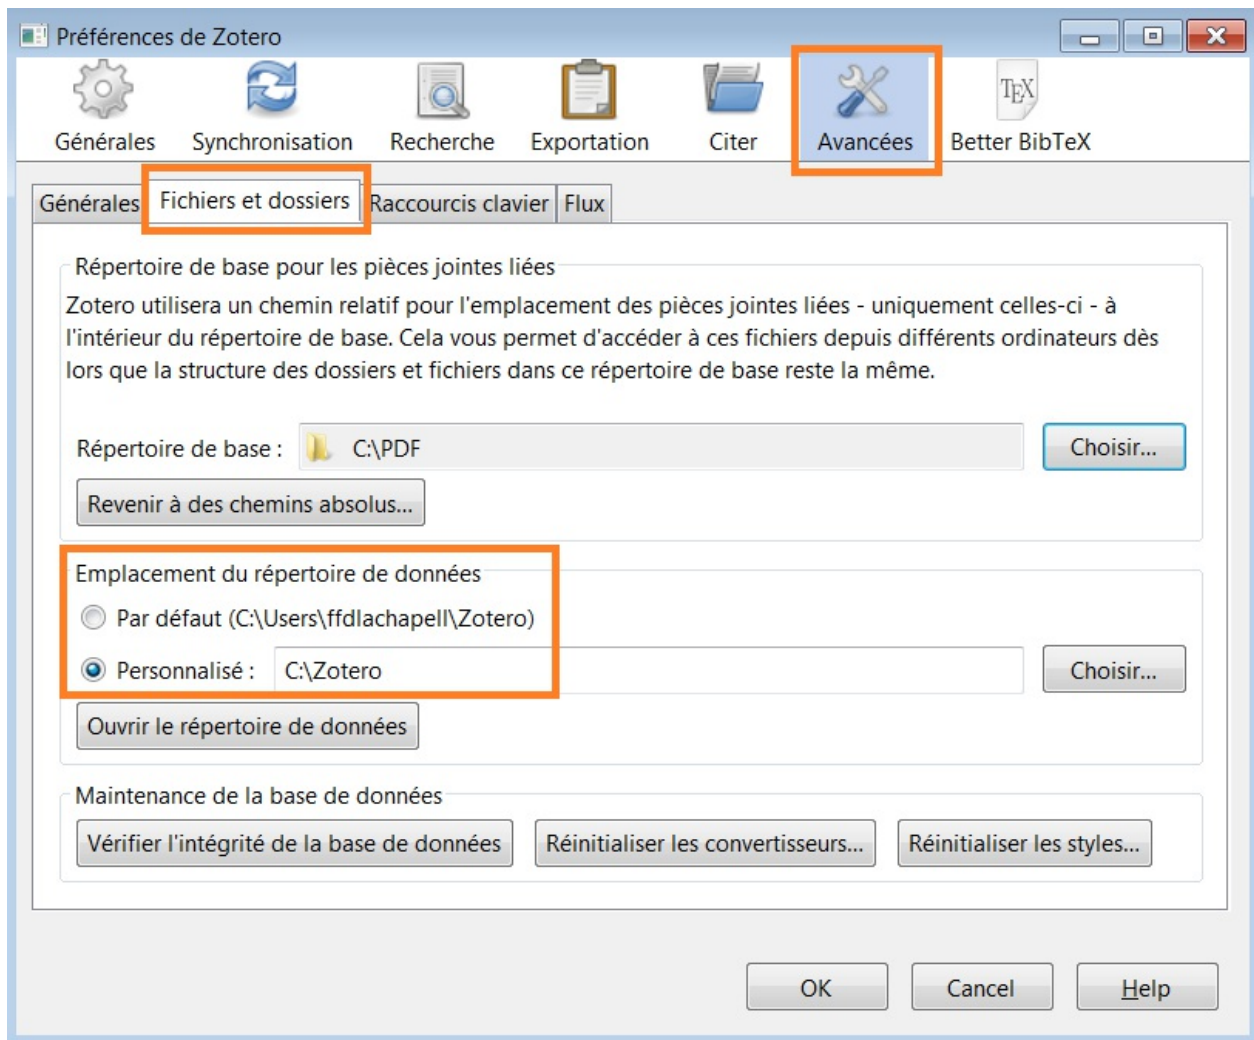 Préférences de Zotero
Générales Synchronisation Recherche Exportation Citer Avancées TEX Better BibTeX
Générales Fichiers et dossiers Raccourcis clavier Flux
Répertoire de base pour les pièces jointes liées
Zotero utilisera un chemin relatif pour l'emplacement des pièces jointes liées - uniquement celles-ci - à
l'intérieur du répertoire de base. Cela vous permet d'accéder à ces fichiers depuis différents ordinateurs dès
lors que la structure des dossiers et fichiers dans ce répertoire de base reste la même.
Répertoire de base : C:\PDF Choisir...
Revenir à des chemins absolus...
Emplacement du répertoire de données
Par défaut (C:\Users\ffdlachapell\Zotero)
Personnalisé : C:\Zotero Choisir...
Ouvrir le répertoire de données
Maintenance de la base de données
Vérifier l'intégrité de la base de données Réinitialiser les convertisseurs... Réinitialiser les styles...
OK Cancel Help